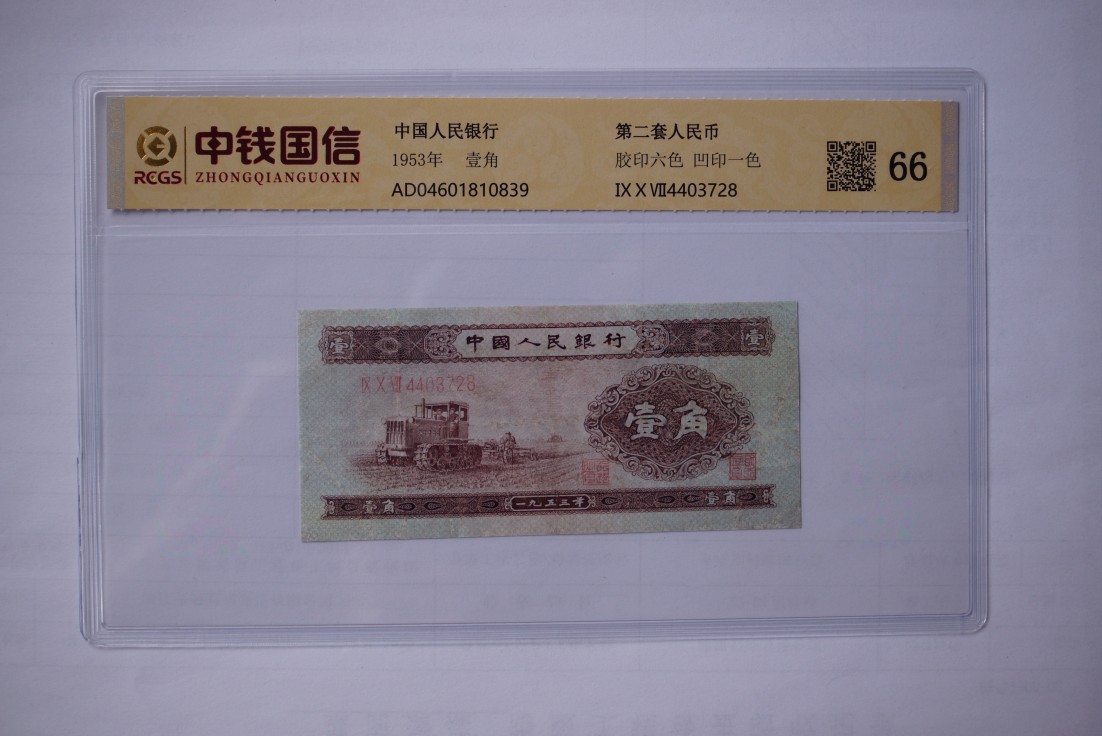 RCGS
中钱国信
ZHONGQIANGUOXIN
中国人民银行
1953年 壹角
AD04601810839
第二套人民币
胶印六色 凹印一色
IX X VII4403728
66
壹
中國人民銀行
壹
IX X VII 4403728
壹角
壹角
一九五三年
壹角